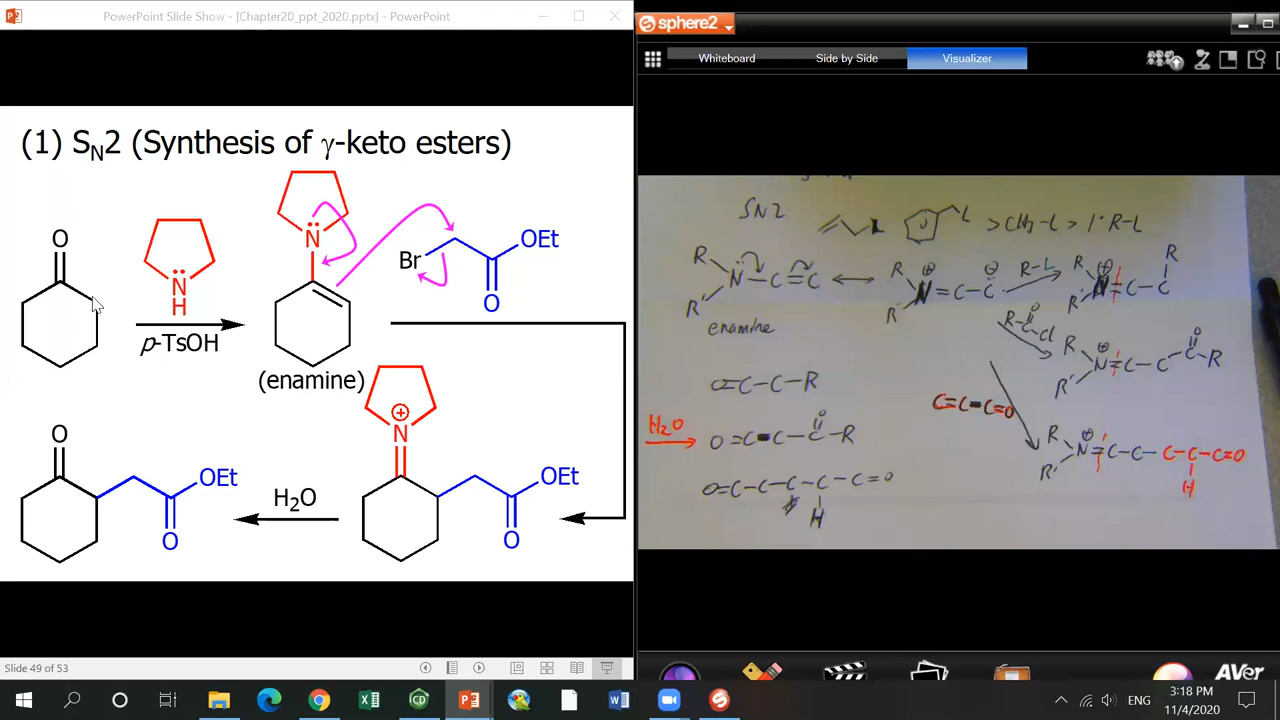 PowerPoint Slide Show - [Chapter20_ppt_2020.pptx] - PowerPoint
(1) SN2 (Synthesis of γ-keto esters)
O
N
H
p-TsOH
N
(enamine)
Br
OEt
O
O
OEt
O
H2O
N
+
OEt
O
Slide 49 of 53
sphere2
Whiteboard
Side by Side
Visualizer
SN2
L
L > CH3-L > 1° R-L
R
R'
N-C=C
enamine
R
R'
⊕
N=C-C
⊖
R-L
R
R'
⊕
N=C-C
R
R-C-Cl
O
R
R'
⊕
N=C-C-C-R
O
C=C-C=O
R
R'
⊕
N=C-C-C-C-C=O
H
O=C-C-R
H2O
O=C-C-C-R
O
O=C-C-C-C-C=O
H
AVer
ENG
3:18 PM
11/4/2020